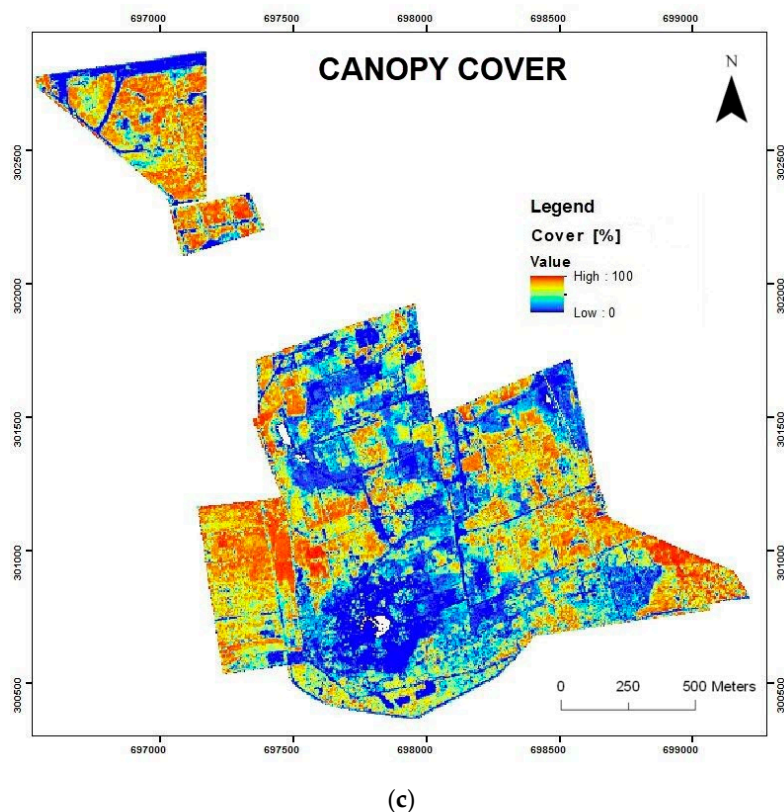 697000 697500 698000 698500 699000
CANOPY COVER
N
302500 302500
Legend
Cover [%]
Value
High : 100
Low : 0
302000 302000
301500 301500
301000 301000
300500 300500
0 250 500 Meters
697000 697500 698000 698500 699000
(c)